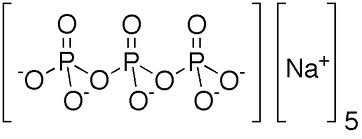 O O O
P P P
-O O O O-
O- O- O-
Na+
5